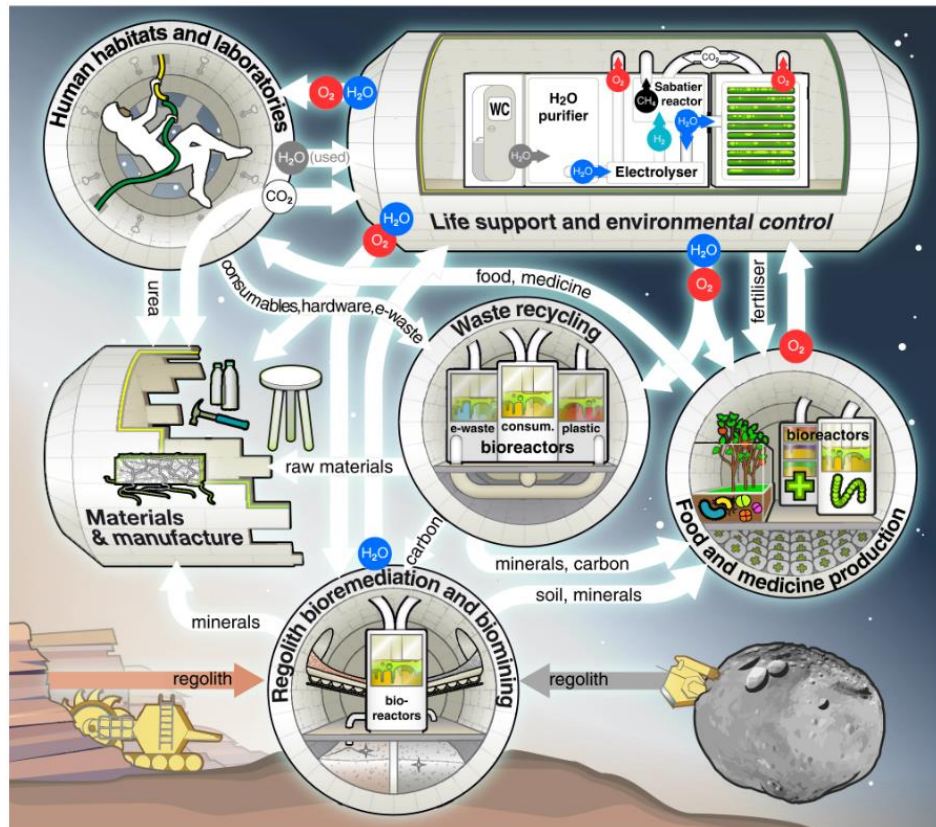 Human habitats and laboratories
O₂
H₂O
H₂O
(used)
CO₂
WC
H₂O
purifier
O₂
CH₄
Sabatier
reactor
CO₂
O₂
H₂O
H₂
H₂O
H₂O
Electrolyser
Life support and environmental control
H₂O
O₂
H₂O
O₂
urea
consumables,hardware,e-waste
food, medicine
fertiliser
O₂
Waste recycling
e-waste
consum.
plastic
bioreactors
raw materials
Materials
& manufacture
bioreactors
Food and medicine production
carbon
minerals, carbon
soil, minerals
minerals
H₂O
Regolith bioremediation and biomining
bio-
reactors
regolith
regolith